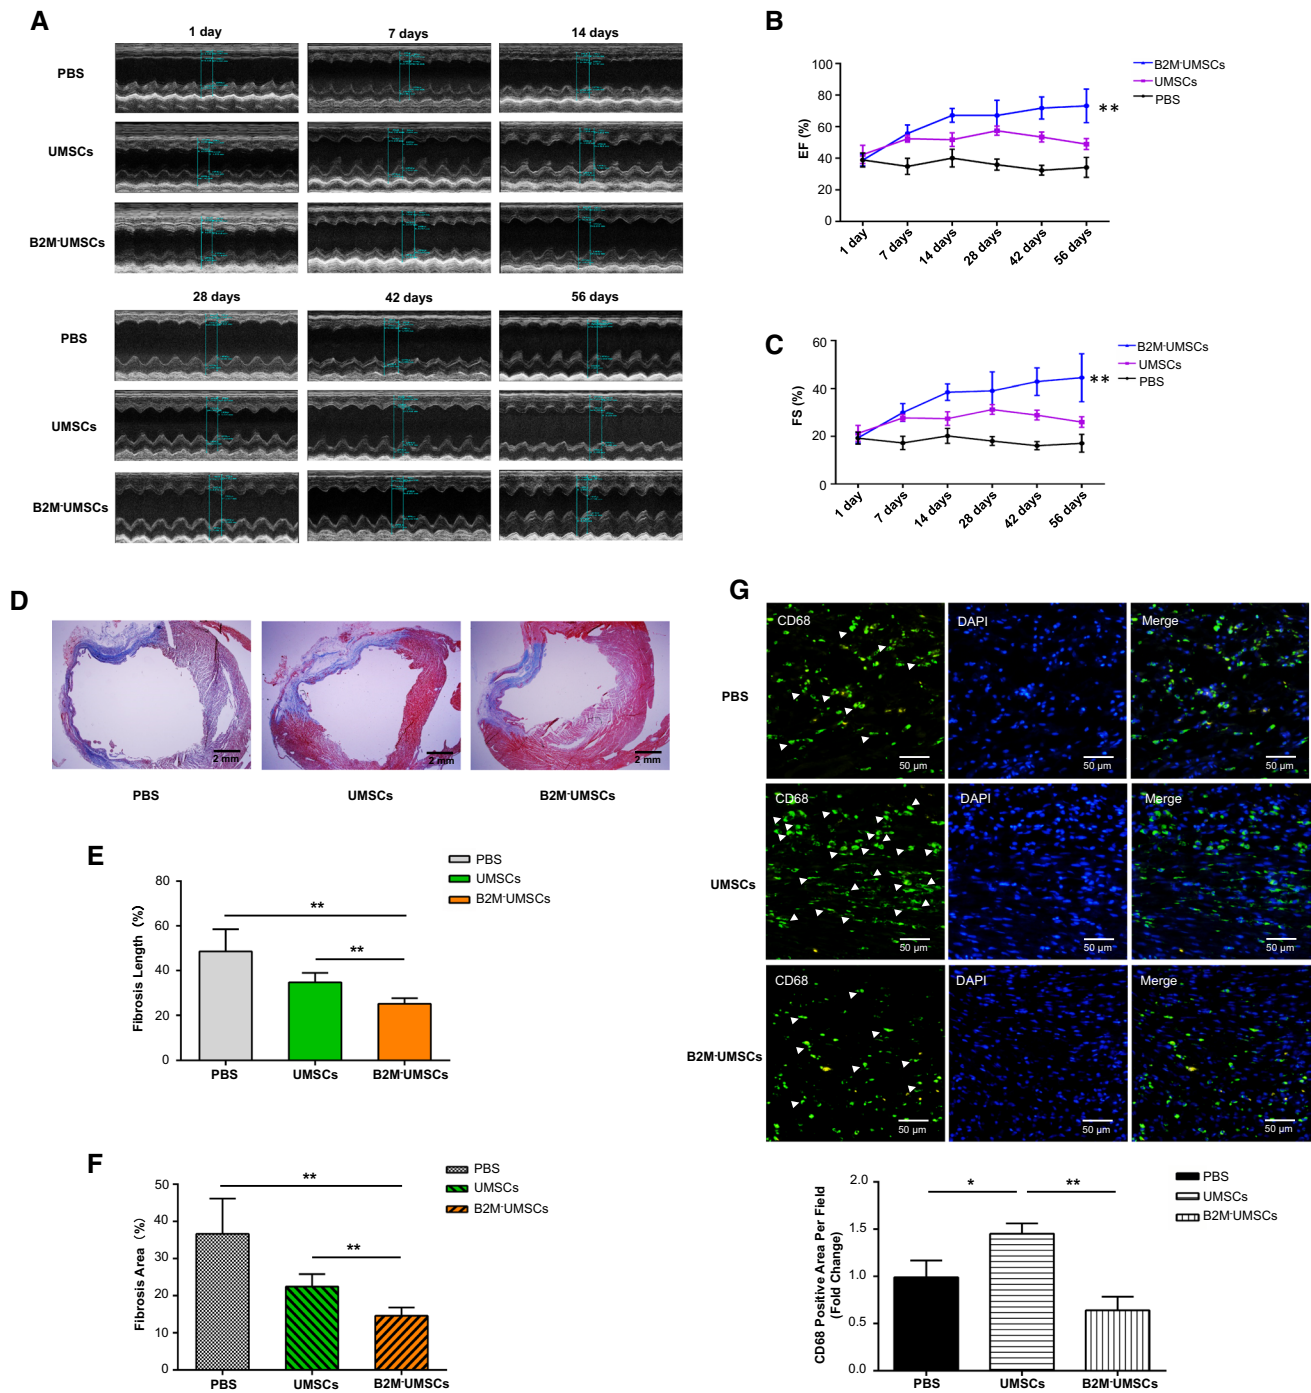 A
1 day
7 days
14 days
PBS
UMSCs
B2M-UMSCs
28 days
42 days
56 days
PBS
UMSCs
B2M-UMSCs
B
100
80
60
40
20
0
EF (%)
1 day
7 days
14 days
28 days
42 days
56 days
B2M-UMSCs
UMSCs
PBS
**
C
60
40
20
0
FS (%)
1 day
7 days
14 days
28 days
42 days
56 days
B2M-UMSCs
UMSCs
PBS
**
D
2 mm
2 mm
2 mm
PBS
UMSCs
B2M-UMSCs
E
PBS
UMSCs
B2M-UMSCs
80
60
40
20
0
Fibrosis Length (%)
**
**
PBS
UMSCs
B2M-UMSCs
F
PBS
UMSCs
B2M-UMSCs
50
40
30
20
10
0
Fibrosis Area (%)
**
**
PBS
UMSCs
B2M-UMSCs
G
CD68
DAPI
Merge
PBS
50 µm
50 µm
50 µm
CD68
DAPI
Merge
UMSCs
50 µm
50 µm
50 µm
CD68
DAPI
Merge
B2M-UMSCs
50 µm
50 µm
50 µm
2.0
1.5
1.0
0.5
0.0
CD68 Positive Area Per Field
(Fold Change)
*
**
PBS
UMSCs
B2M-UMSCs
PBS
UMSCs
B2M-UMSCs